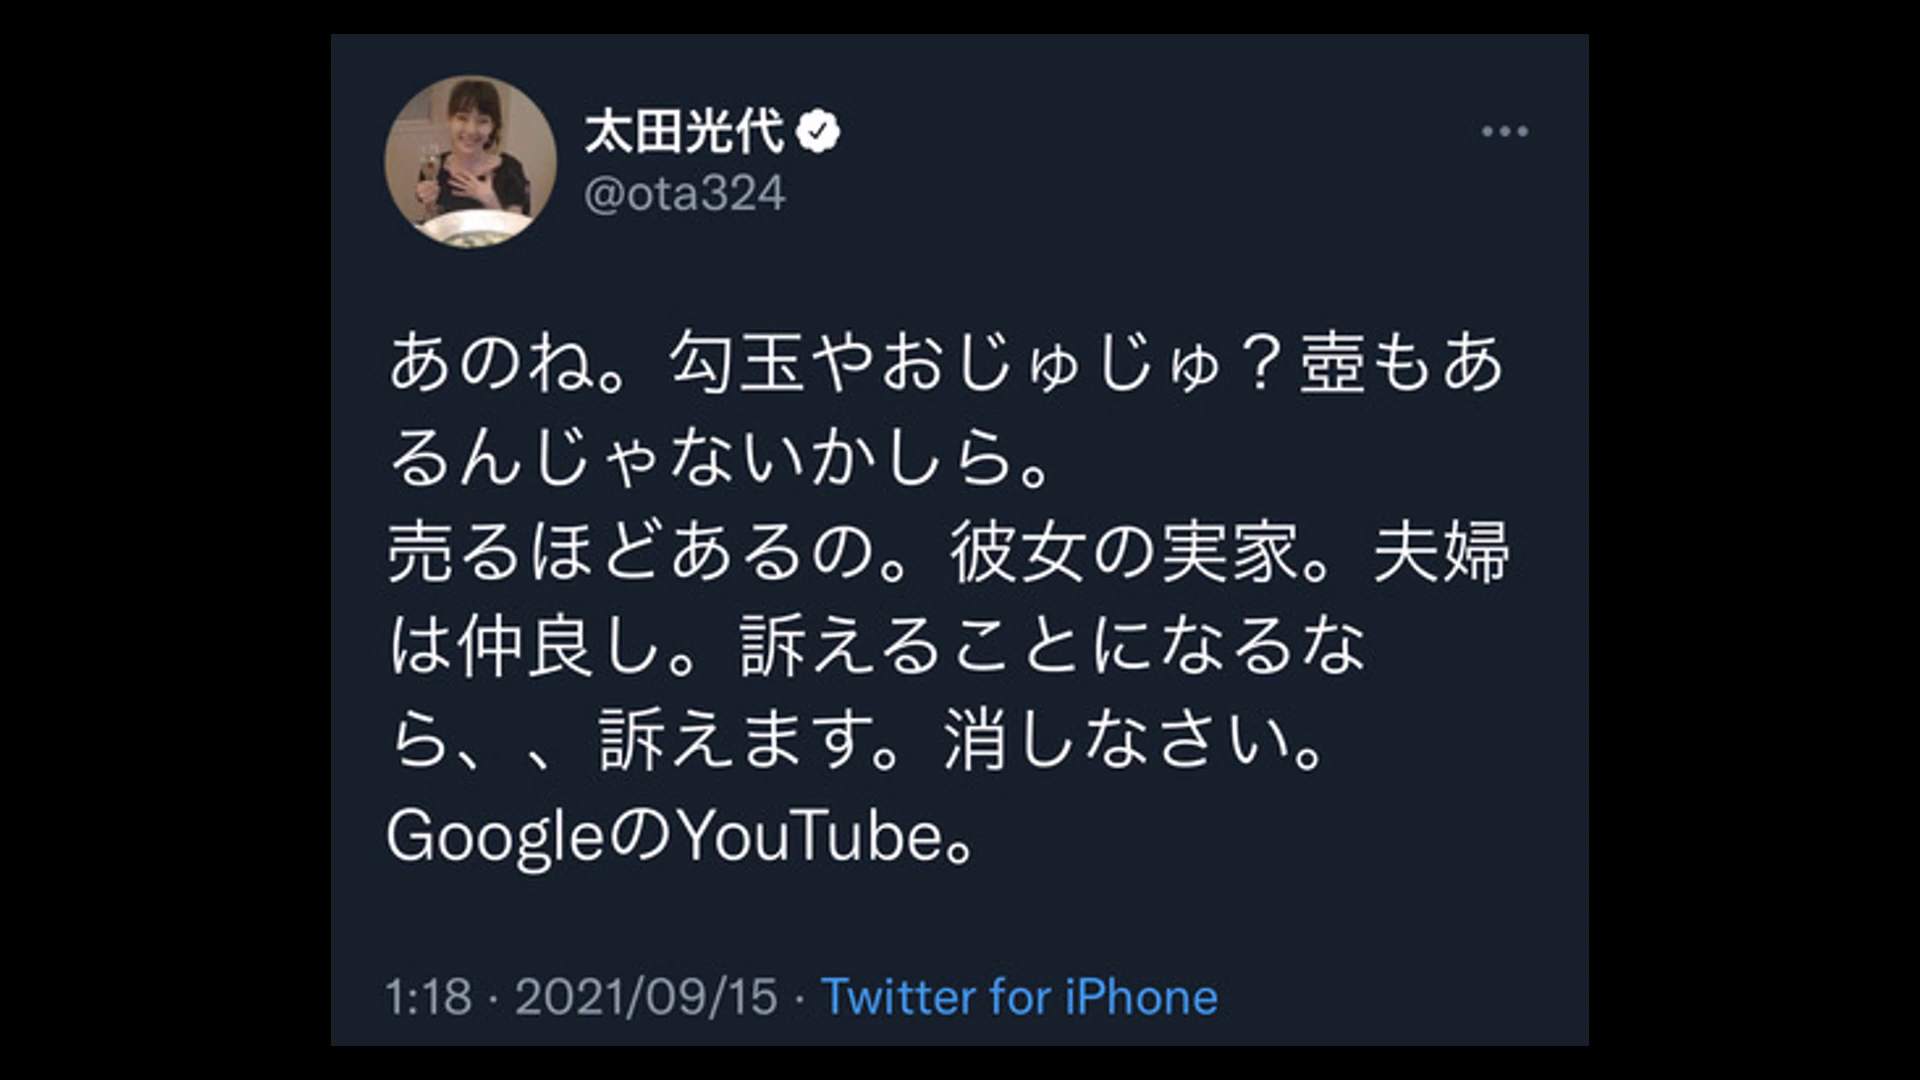 太田光代
@ota324
あのね。勾玉やおじゅじゅ？壺もあ
るんじゃないかしら。
売るほどあるの。彼女の実家。夫婦
は仲良し。訴えることになるな
ら、、訴えます。消しなさい。
GoogleのYouTube。
1:18 · 2021/09/15 · Twitter for iPhone